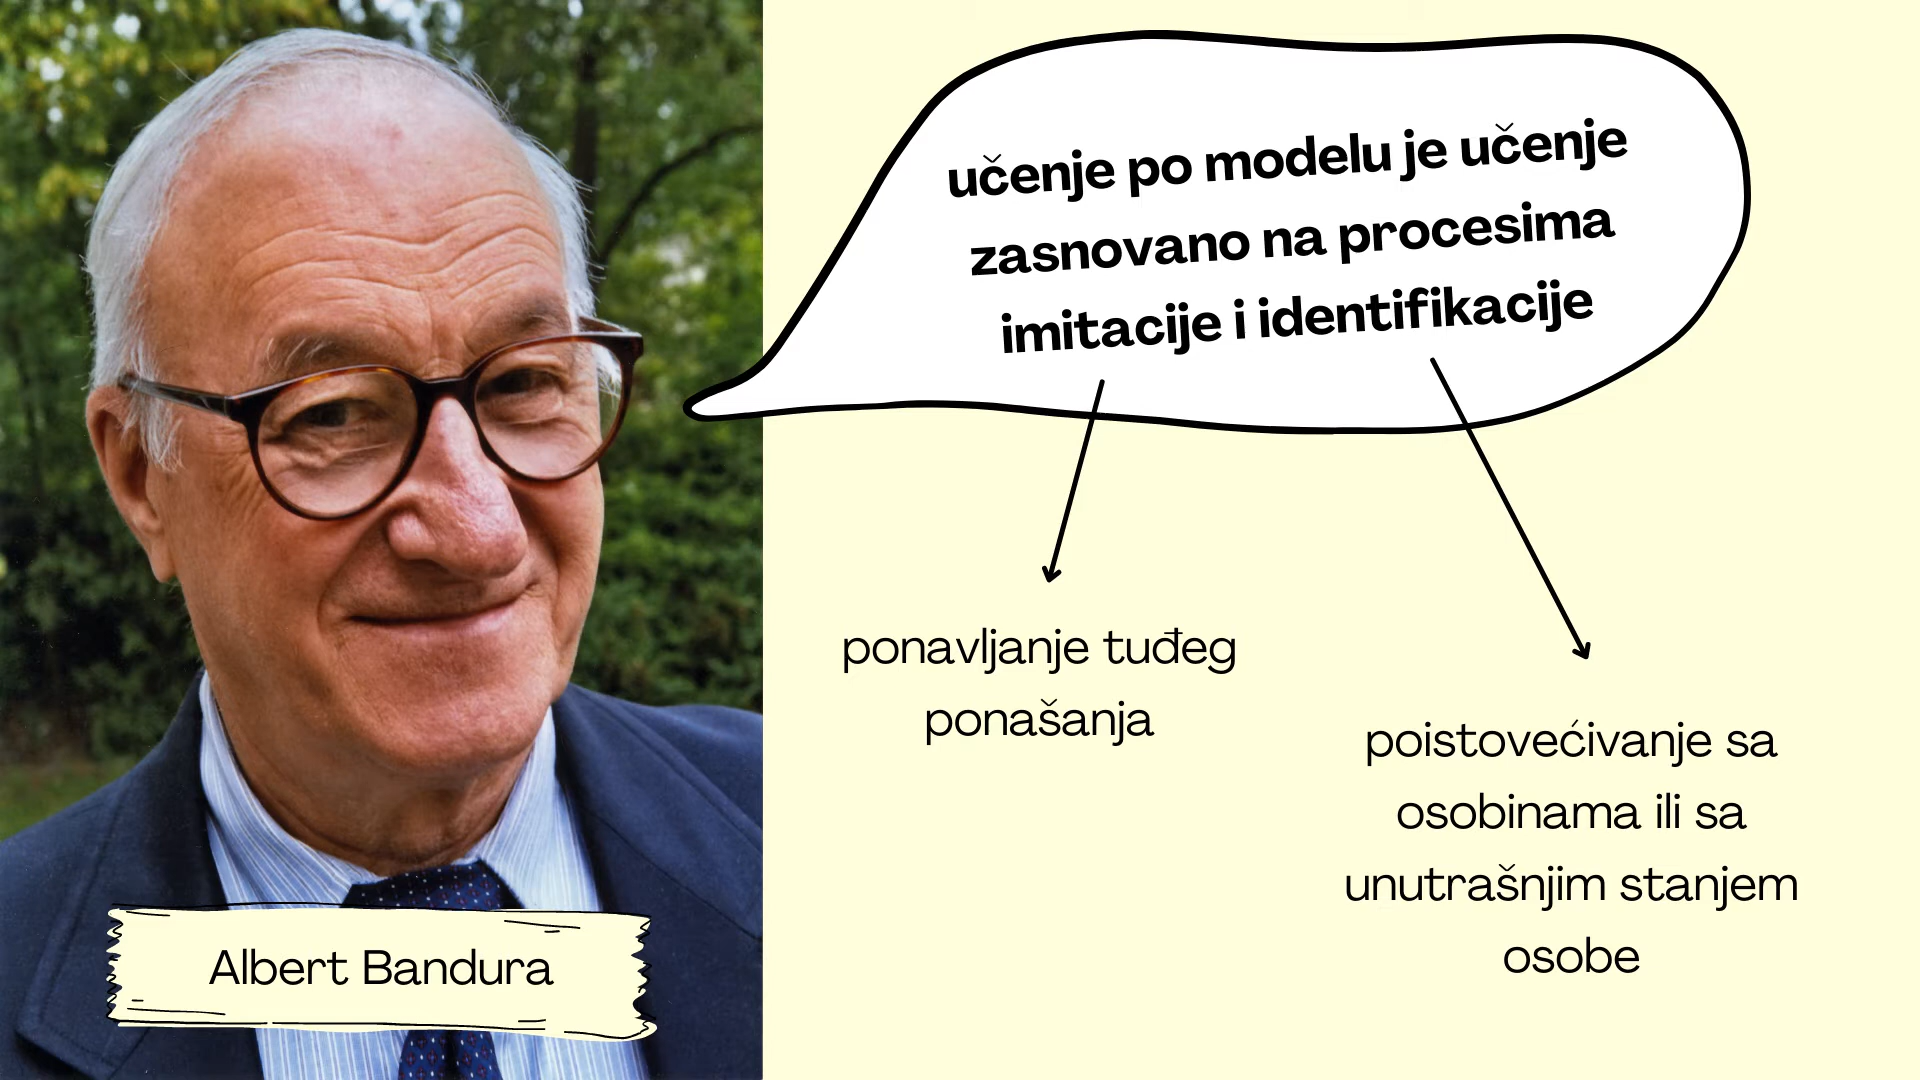 učenje po modelu je učenje
zasnovano na procesima
imitacije i identifikacije
ponavljanje tuđeg
ponašanja
poistovećivanje sa
osobinama ili sa
unutrašnjim stanjem
osobe
Albert Bandura